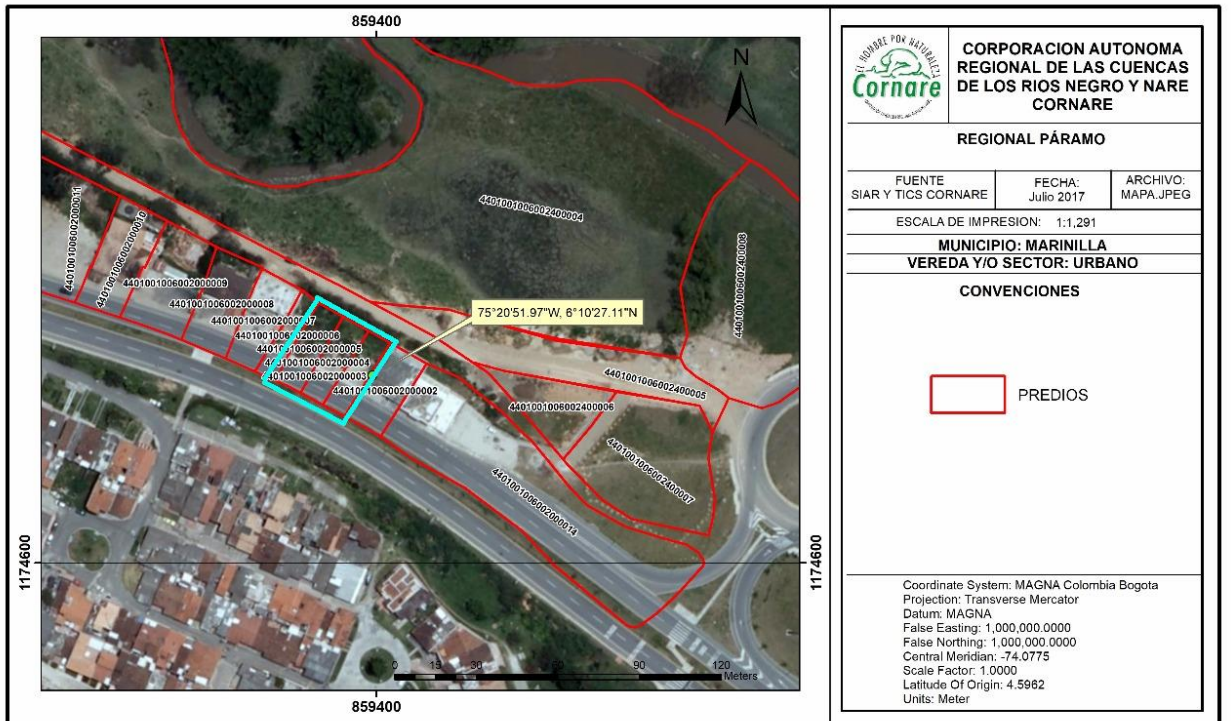 859400
N
4401001006002000011
4401001006002000010
4401001006002000009
4401001006002000008
4401001006002000007
4401001006002000006
4401001006002000005
4401001006002000004
4401001006002000003
4401001006002000002
4401001006002400004
4401001006002400008
75°20'51.97"W, 6°10'27.11"N
4401001006002400005
4401001006002400006
4401001006002400007
4401001006002000014
1174600
1174600
0 15 30 60 90 120
Meters
859400
EL HOMBRE POR NATURALEZA
Cornare
CORPORACION AUTONOMA
REGIONAL DE LAS CUENCAS
DE LOS RIOS NEGRO Y NARE
CORNARE
REGIONAL PÁRAMO
FUENTE
SIAR Y TICS CORNARE
FECHA:
Julio 2017
ARCHIVO:
MAPA.JPEG
ESCALA DE IMPRESION: 1:1,291
MUNICIPIO: MARINILLA
VEREDA Y/O SECTOR: URBANO
CONVENCIONES
PREDIOS
Coordinate System: MAGNA Colombia Bogota
Projection: Transverse Mercator
Datum: MAGNA
False Easting: 1,000,000.0000
False Northing: 1,000,000.0000
Central Meridian: -74.0775
Scale Factor: 1.0000
Latitude Of Origin: 4.5962
Units: Meter